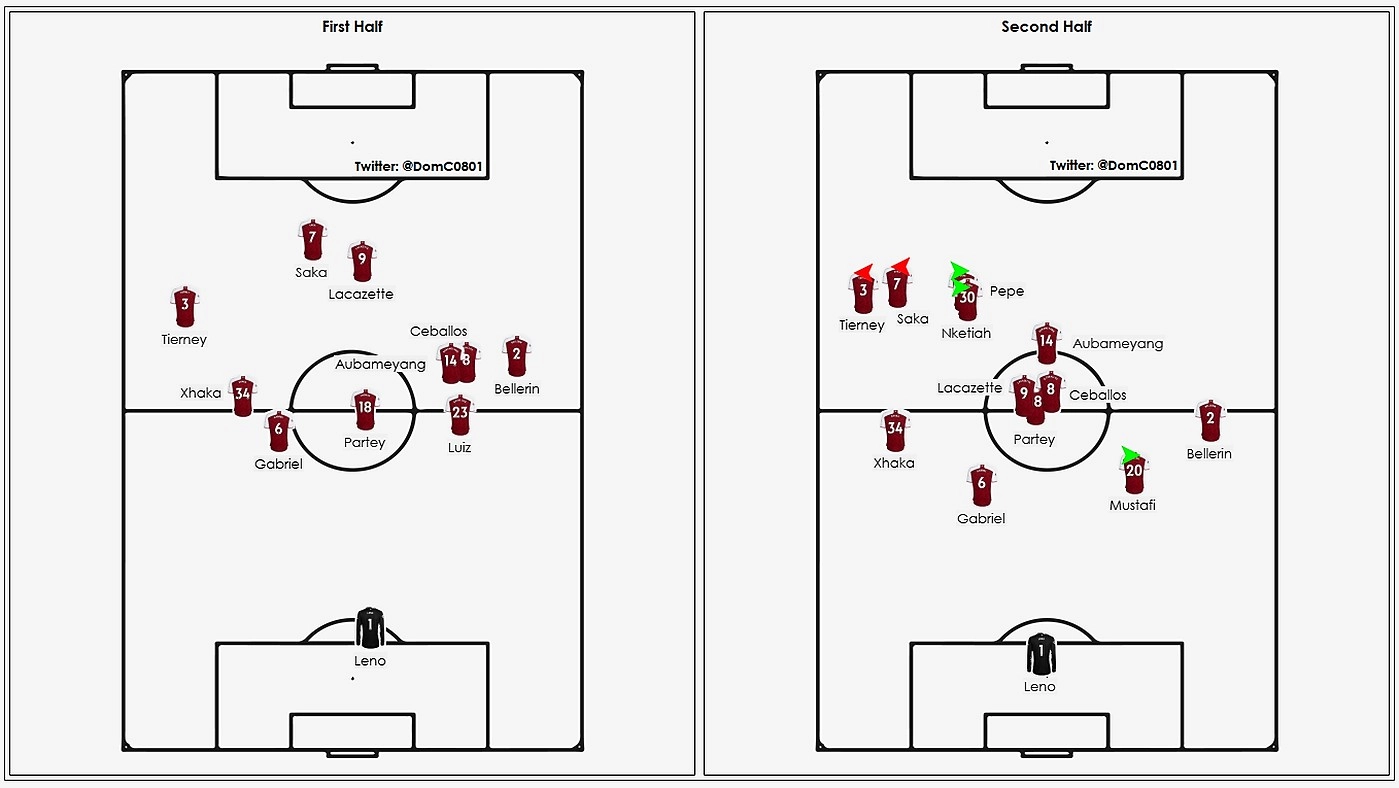 First Half
Twitter: @DomC0801
7
Saka
9
Lacazette
3
Tierney
Ceballos
Aubameyang
14
8
2
Bellerin
Xhaka
34
18
Partey
23
Luiz
6
Gabriel
1
Leno
Second Half
Twitter: @DomC0801
3
Tierney
7
Saka
30
Pepe
Nketiah
14
Aubameyang
Lacazette
9
8
8
Ceballos
Partey
34
Xhaka
2
Bellerin
6
Gabriel
20
Mustafi
1
Leno